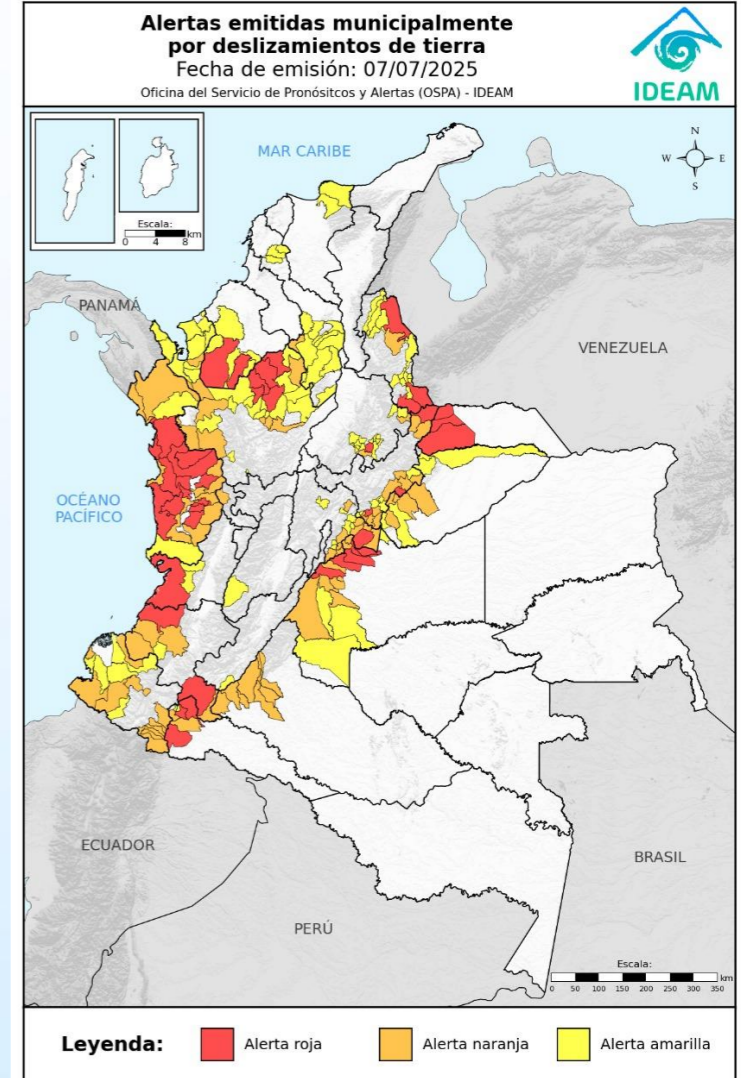 Alertas emitidas municipalmente
por deslizamientos de tierra
Fecha de emisión: 07/07/2025
Oficina del Servicio de Pronósitcos y Alertas (OSPA) - IDEAM
IDEAM
MAR CARIBE
N
W E
S
Escala:
0 4 8 km
PANAMÁ
VENEZUELA
OCÉANO
PACÍFICO
ECUADOR
BRASIL
PERÚ
Escala:
0 50 100 150 200 250 300 350 km
Leyenda: Alerta roja Alerta naranja Alerta amarilla